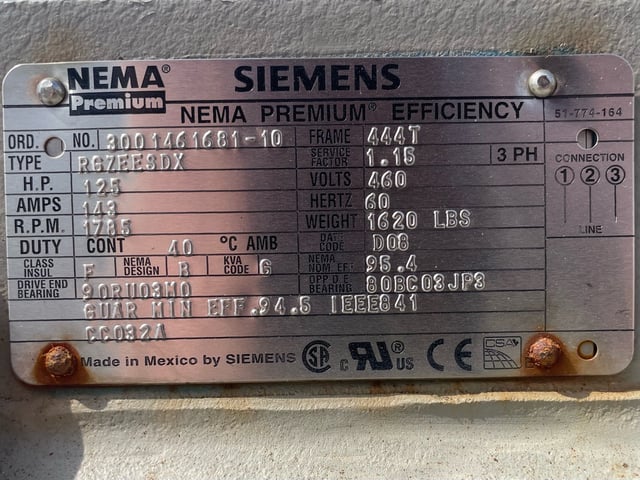 NEMA® Premium SIEMENS
NEMA PREMIUM® EFFICIENCY 51-774-164
ORD. NO. 3001461681-10 FRAME 444T
TYPE RGZEESDX SERVICE FACTOR 1.15 3 PH CONNECTION
H.P. 125 VOLTS 460 1 2 3
AMPS 143 HERTZ 60
R.P.M. 1785 WEIGHT 1620 LBS LINE
DUTY CONT 40 °C AMB DATE CODE D08
CLASS INSUL F NEMA DESIGN B KVA CODE G NEMA NOM. EFF. 95.4
DRIVE END BEARING 90RU03M0 OPP D.E. BEARING 80BC03JP3
GUAR MIN EFF.94.5 IEEE841
CC032A
Made in Mexico by SIEMENS SP C RU® US CE CSA